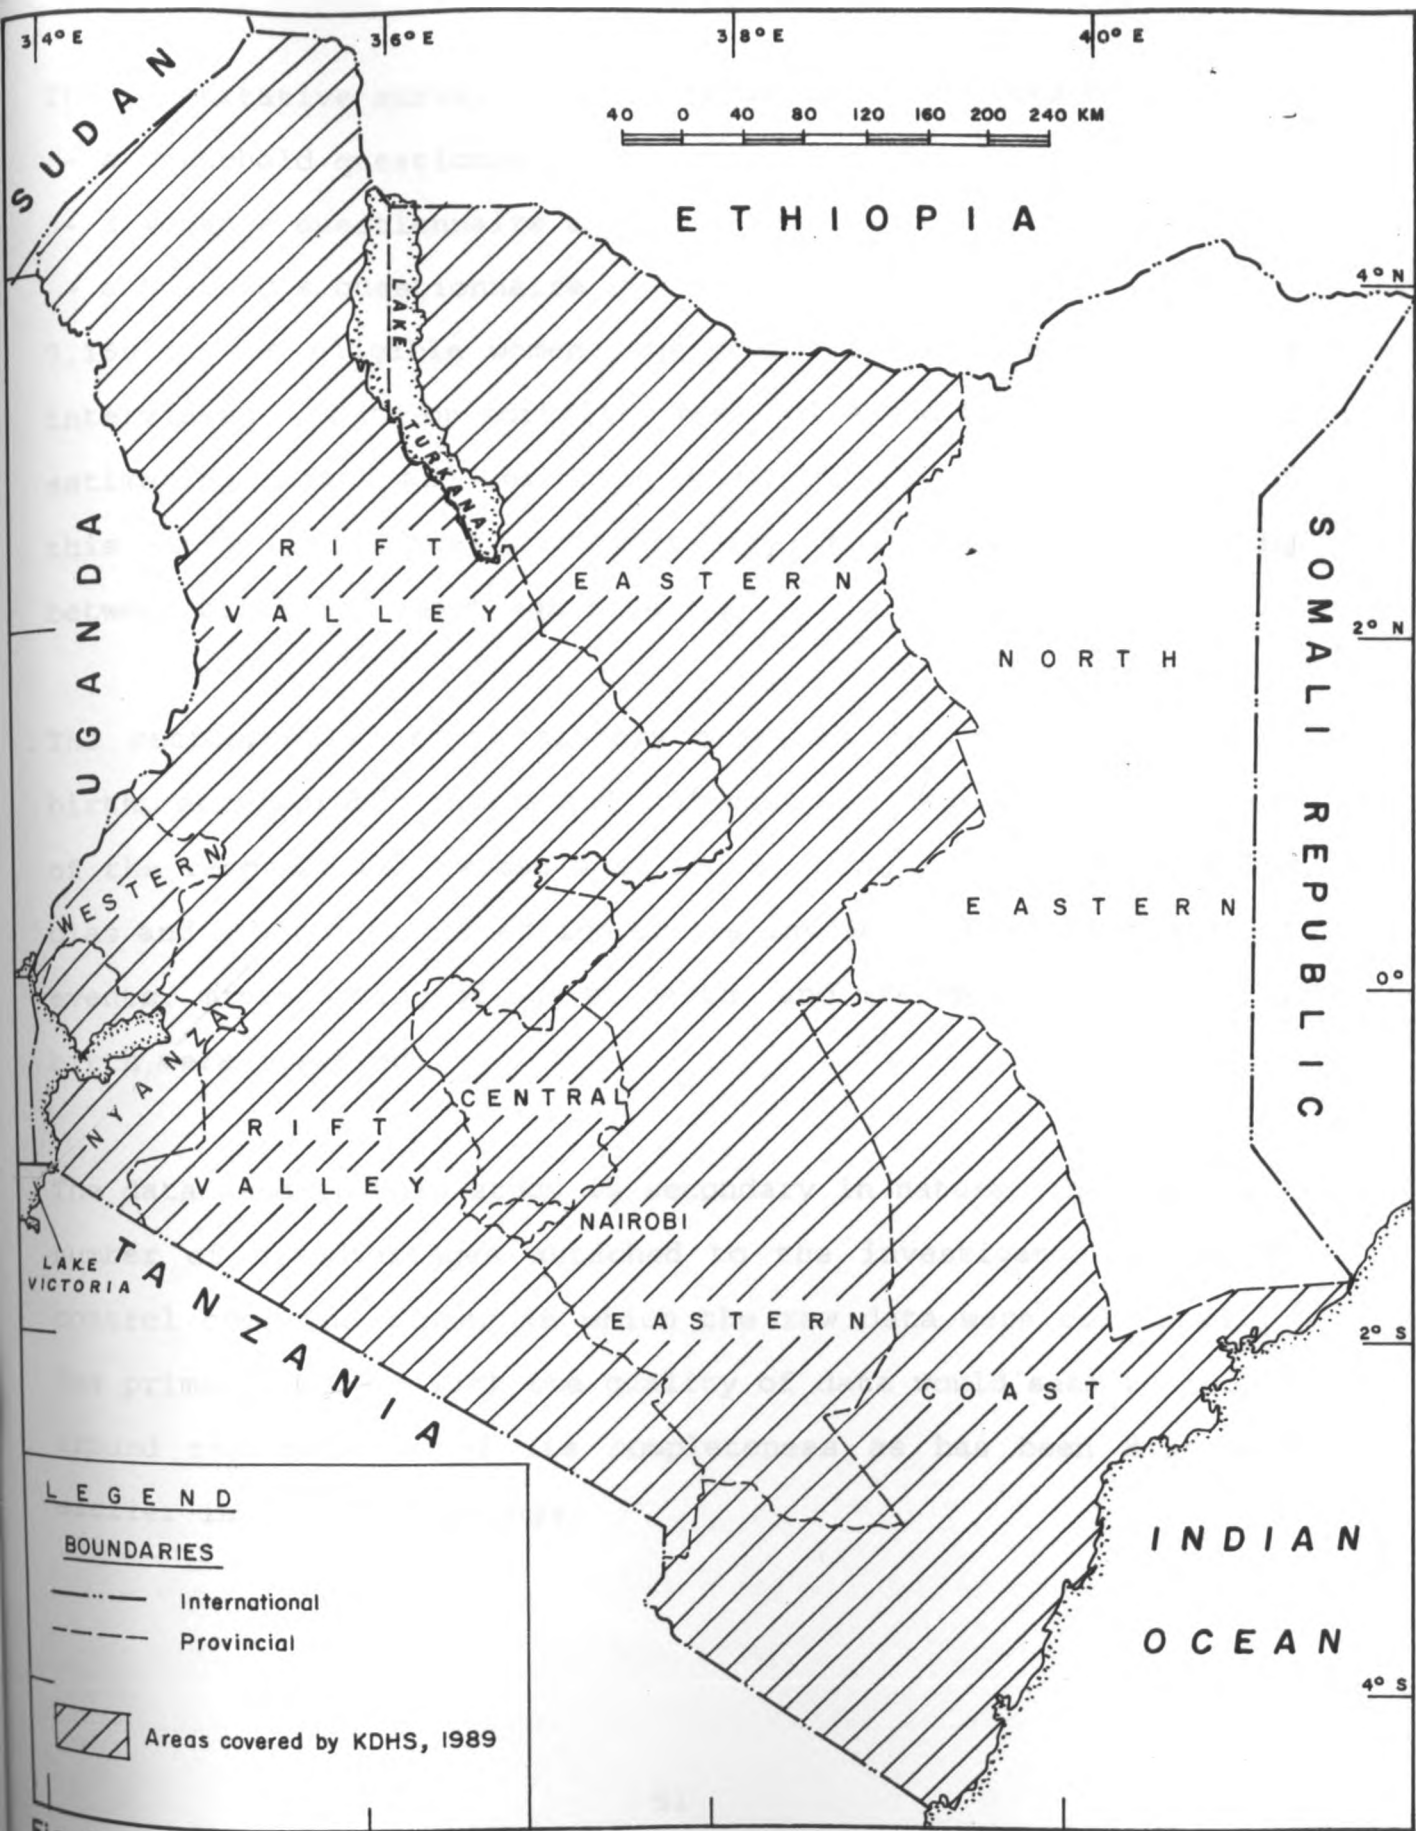 34° E 36° E 38° E 40° E
40 0 40 80 120 160 200 240 KM
SUDAN
ETHIOPIA
4° N
LAKE
TURKANA
UGANDA
RIFT
VALLEY
EASTERN
SOMALI REPUBLIC
2° N
NORTH
EASTERN
WESTERN
0°
NYANZA
CENTRAL
RIFT
VALLEY
NAIROBI
LAKE
VICTORIA
TANZANIA
EASTERN
2° S
COAST
INDIAN
OCEAN
4° S
LEGEND
BOUNDARIES
International
Provincial
Areas covered by KDHS, 1989